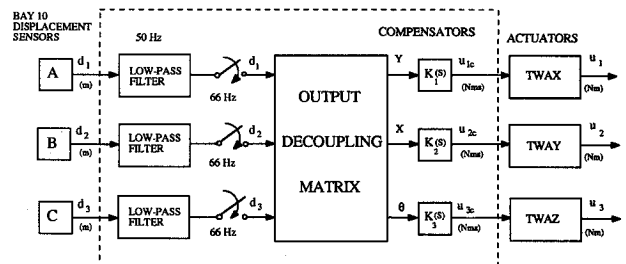 BAY 10
DISPLACEMENT
SENSORS
50 Hz
COMPENSATORS
ACTUATORS
A
d1
(m)
LOW-PASS
FILTER
d1
66 Hz
Y
K1(S)
u1c
(Nms)
TWAX
u1
(Nm)
B
d2
(m)
LOW-PASS
FILTER
d2
66 Hz
OUTPUT
DECOUPLING
MATRIX
X
K2(S)
u2c
(Nms)
TWAY
u2
(Nm)
C
d3
(m)
LOW-PASS
FILTER
d3
66 Hz
θ
K3(S)
u3c
(Nms)
TWAZ
u3
(Nm)